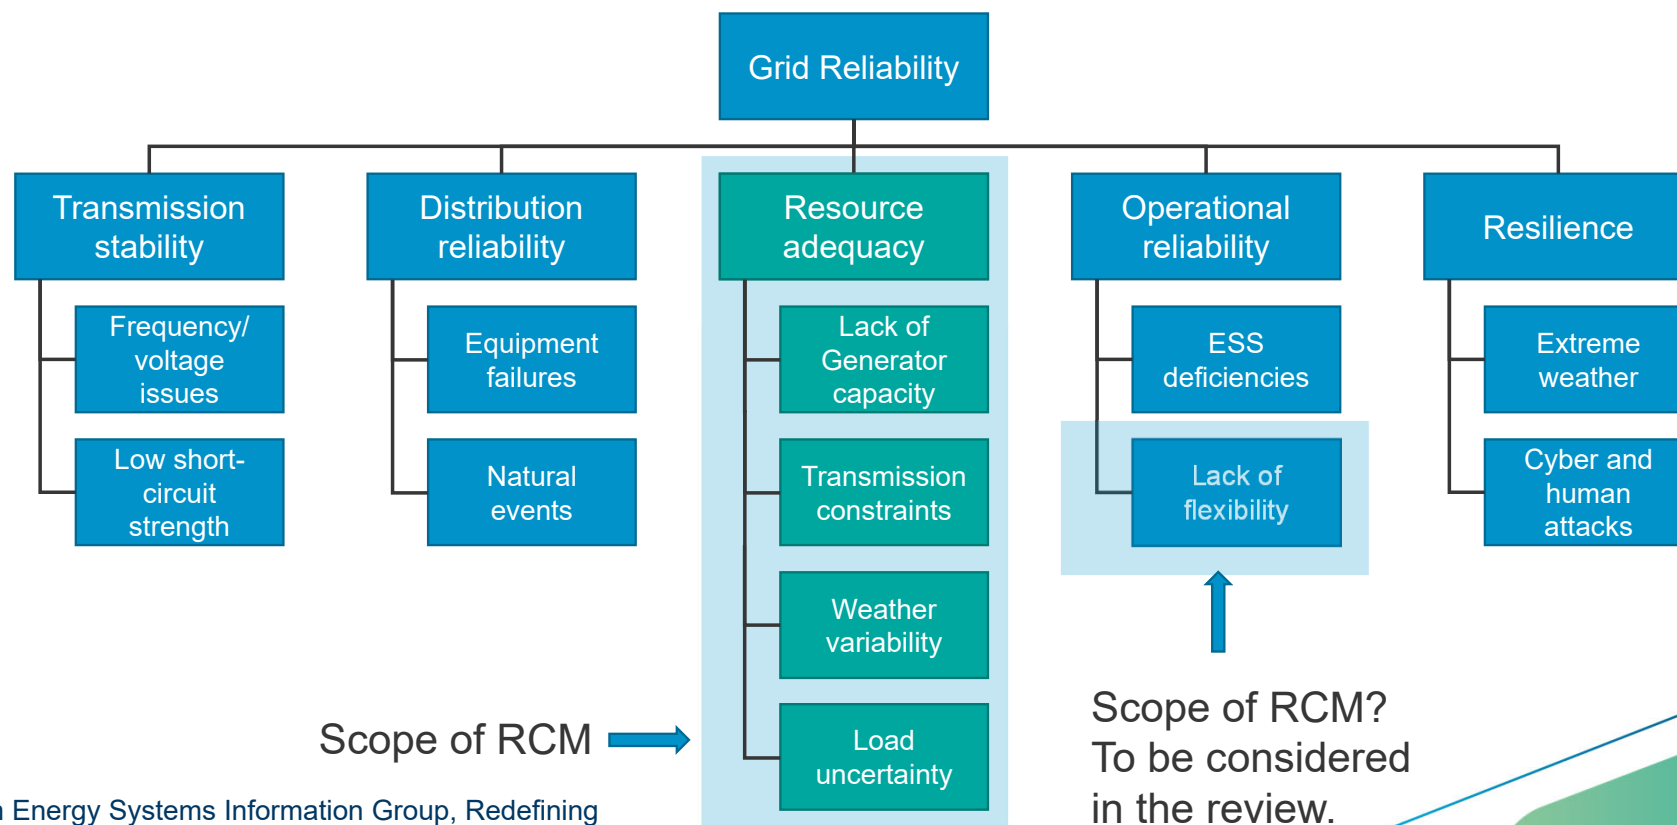 Grid Reliability
Transmission
stability
Distribution
reliability
Resource
adequacy
Operational
reliability
Resilience
Frequency/
voltage
issues
Equipment
failures
Lack of
Generator
capacity
ESS
deficiencies
Extreme
weather
Low short-
circuit
strength
Natural
events
Transmission
constraints
Lack of
flexibility
Cyber and
human
attacks
Weather
variability
Load
uncertainty
Scope of RCM
Scope of RCM?
To be considered
in the review.
Energy Systems Information Group, Redefining